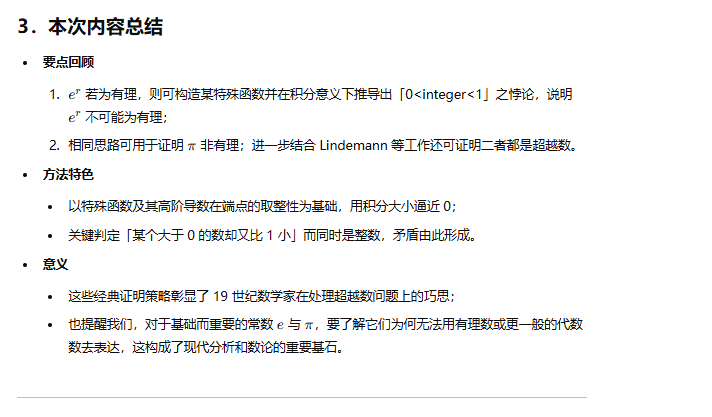 3．本次内容总结
• 要点回顾
1. eʳ 若为有理，则可构造某特殊函数并在积分意义下推导出「0<integer<1」之悖论，说明
eʳ 不可能为有理；
2. 相同思路可用于证明 π 非有理；进一步结合 Lindemann 等工作还可证明二者都是超越数。
• 方法特色
• 以特殊函数及其高阶导数在端点的取整性为基础，用积分大小逼近 0；
• 关键判定「某个大于 0 的数却又比 1 小」而同时是整数，矛盾由此形成。
• 意义
• 这些经典证明策略彰显了 19 世纪数学家在处理超越数问题上的巧思；
• 也提醒我们，对于基础而重要的常数 e 与 π，要了解它们为何无法用有理数或更一般的代数
数去表达，这构成了现代分析和数论的重要基石。